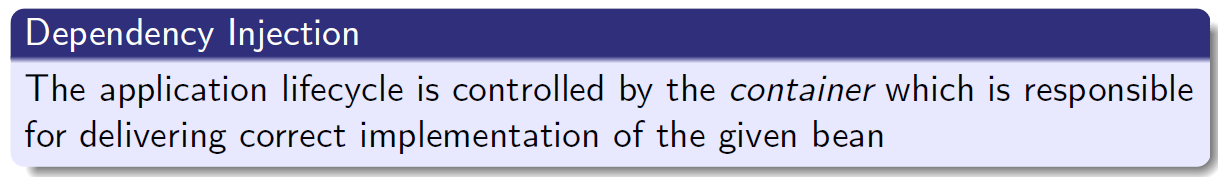 Dependency Injection
The application lifecycle is controlled by the container which is responsible
for delivering correct implementation of the given bean